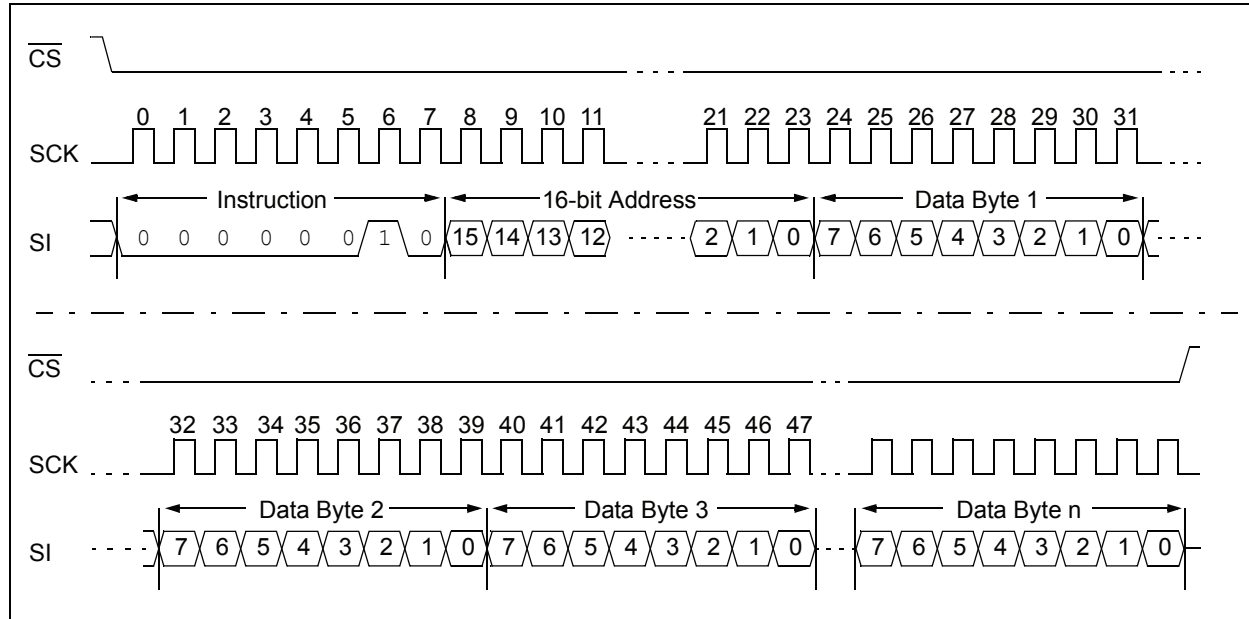 CS
0 1 2 3 4 5 6 7 8 9 10 11 21 22 23 24 25 26 27 28 29 30 31
SCK
Instruction 16-bit Address Data Byte 1
SI 0 0 0 0 0 0 1 0 15 14 13 12 2 1 0 7 6 5 4 3 2 1 0
CS
32 33 34 35 36 37 38 39 40 41 42 43 44 45 46 47
SCK
Data Byte 2 Data Byte 3 Data Byte n
SI 7 6 5 4 3 2 1 0 7 6 5 4 3 2 1 0 7 6 5 4 3 2 1 0